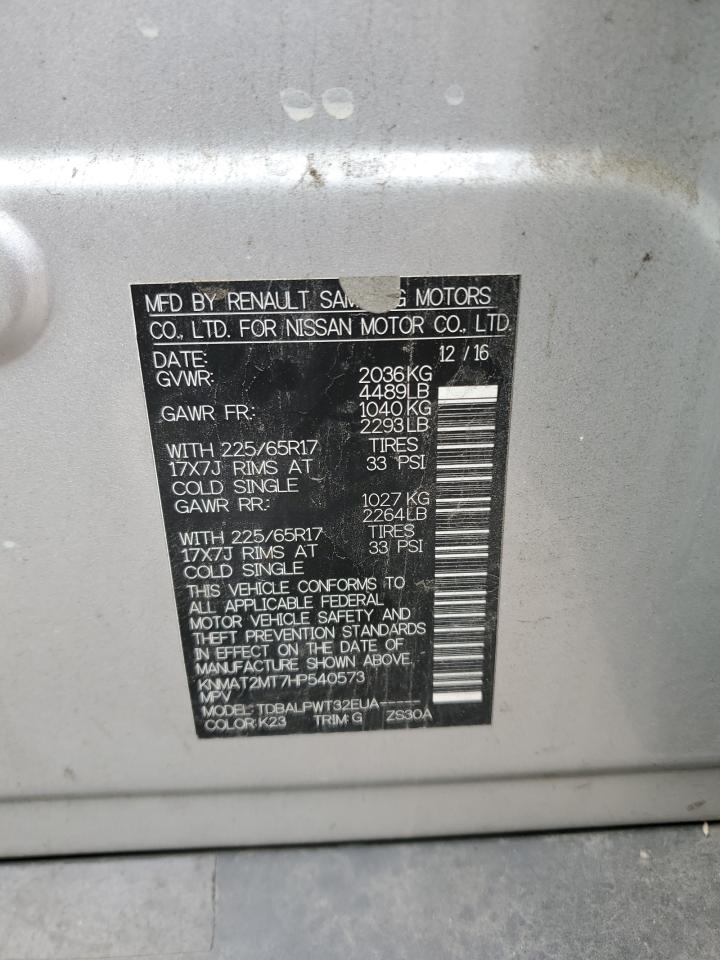 MFD BY RENAULT MOTORS
CO., LTD. FOR NISSAN MOTOR CO., LTD.
DATE: 12 / 16
GVWR: 2036KG
4489LB
GAWR FR.: 1040KG
2293LB
WITH 225/65R17 TIRES
17X7J RIMS AT 33 PSI
COLD SINGLE
GAWR RR.: 1027KG
2264LB
WITH 225/65R17 TIRES
17X7J RIMS AT 33 PSI
COLD SINGLE
THIS VEHICLE CONFORMS TO
ALL APPLICABLE FEDERAL
MOTOR VEHICLE SAFETY AND
THEFT PREVENTION STANDARDS
IN EFFECT ON THE DATE OF
MANUFACTURE SHOWN ABOVE.
KNMAT2MT7HP540573
MPV
MODEL: TDBALPWT32EUA-----
COLOR: K23 TRIM: G ZS30A